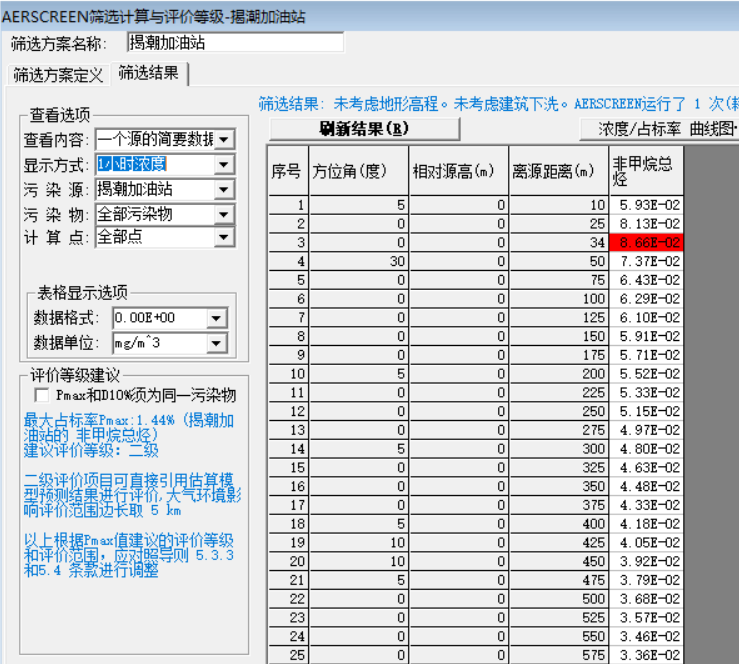 AERSCREEN筛选计算与评价等级-揭潮加油站
筛选方案名称: 揭潮加油站
筛选方案定义 筛选结果
查看选项
查看内容: 一个源的简要数据
显示方式: 1小时浓度
污 染 源: 揭潮加油站
污 染 物: 全部污染物
计 算 点: 全部点
表格显示选项
数据格式: 0.00E+00
数据单位: mg/m^3
评价等级建议
Pmax和D10%须为同一污染物
最大占标率Pmax:1.44% (揭潮加
油站的 非甲烷总烃)
建议评价等级: 二级
二级评价项目可直接引用估算模
型预测结果进行评价,大气环境影
响评价范围边长取 5 km
以上根据Pmax值建议的评价等级
和评价范围, 应对照导则 5.3.3
和5.4 条款进行调整
筛选结果: 未考虑地形高程。未考虑建筑下洗。AERSCREEN运行了 1 次(
刷新结果(R) 浓度/占标率 曲线图
序号 方位角(度) 相对源高(m) 离源距离(m) 非甲烷总
烃
1 5 0 10 5.93E-02
2 0 0 25 8.13E-02
3 0 0 34 8.66E-02
4 30 0 50 7.37E-02
5 0 0 75 6.43E-02
6 0 0 100 6.29E-02
7 0 0 125 6.10E-02
8 0 0 150 5.91E-02
9 0 0 175 5.71E-02
10 5 0 200 5.52E-02
11 0 0 225 5.33E-02
12 0 0 250 5.15E-02
13 0 0 275 4.97E-02
14 5 0 300 4.80E-02
15 0 0 325 4.63E-02
16 0 0 350 4.48E-02
17 0 0 375 4.33E-02
18 5 0 400 4.18E-02
19 10 0 425 4.05E-02
20 10 0 450 3.92E-02
21 5 0 475 3.79E-02
22 0 0 500 3.68E-02
23 0 0 525 3.57E-02
24 0 0 550 3.46E-02
25 0 0 575 3.36E-02